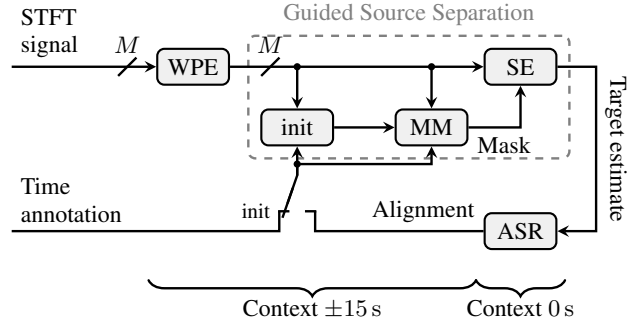 Guided Source Separation
STFT
signal
M
WPE
M
SE
init
MM
Mask
Target estimate
Time
annotation
init
Alignment
ASR
Context ±15 s
Context 0 s